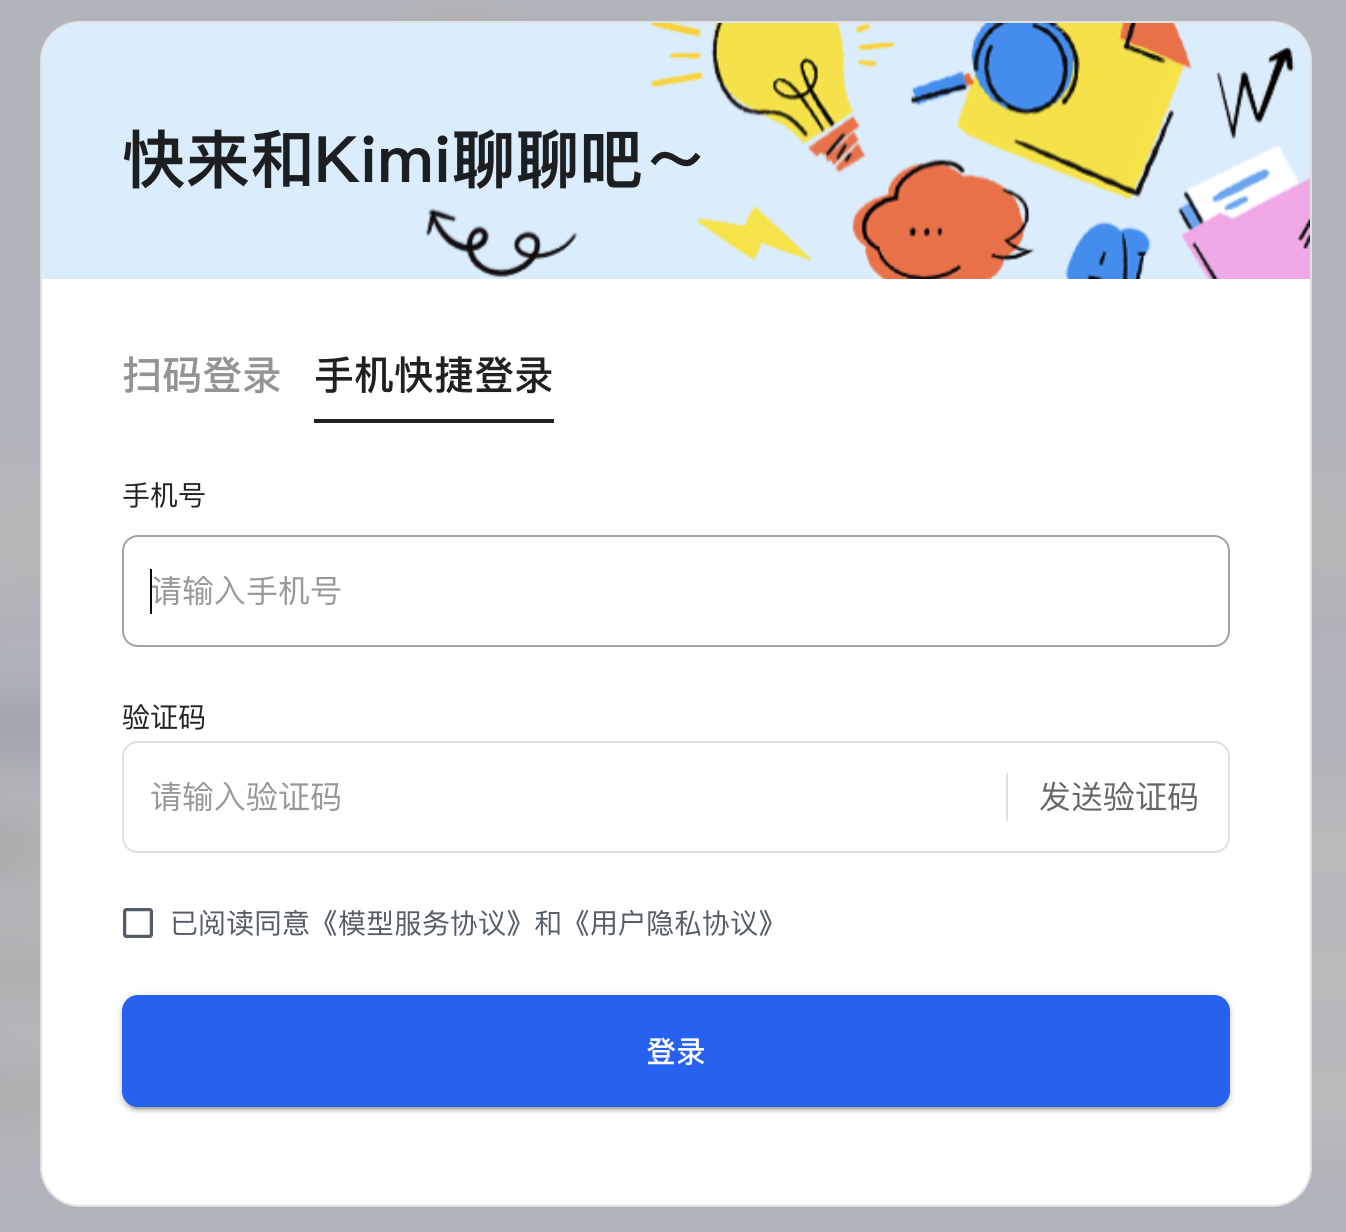 快来和Kimi聊聊吧～
扫码登录 手机快捷登录
手机号
请输入手机号
验证码
请输入验证码 发送验证码
已阅读同意《模型服务协议》和《用户隐私协议》
登录